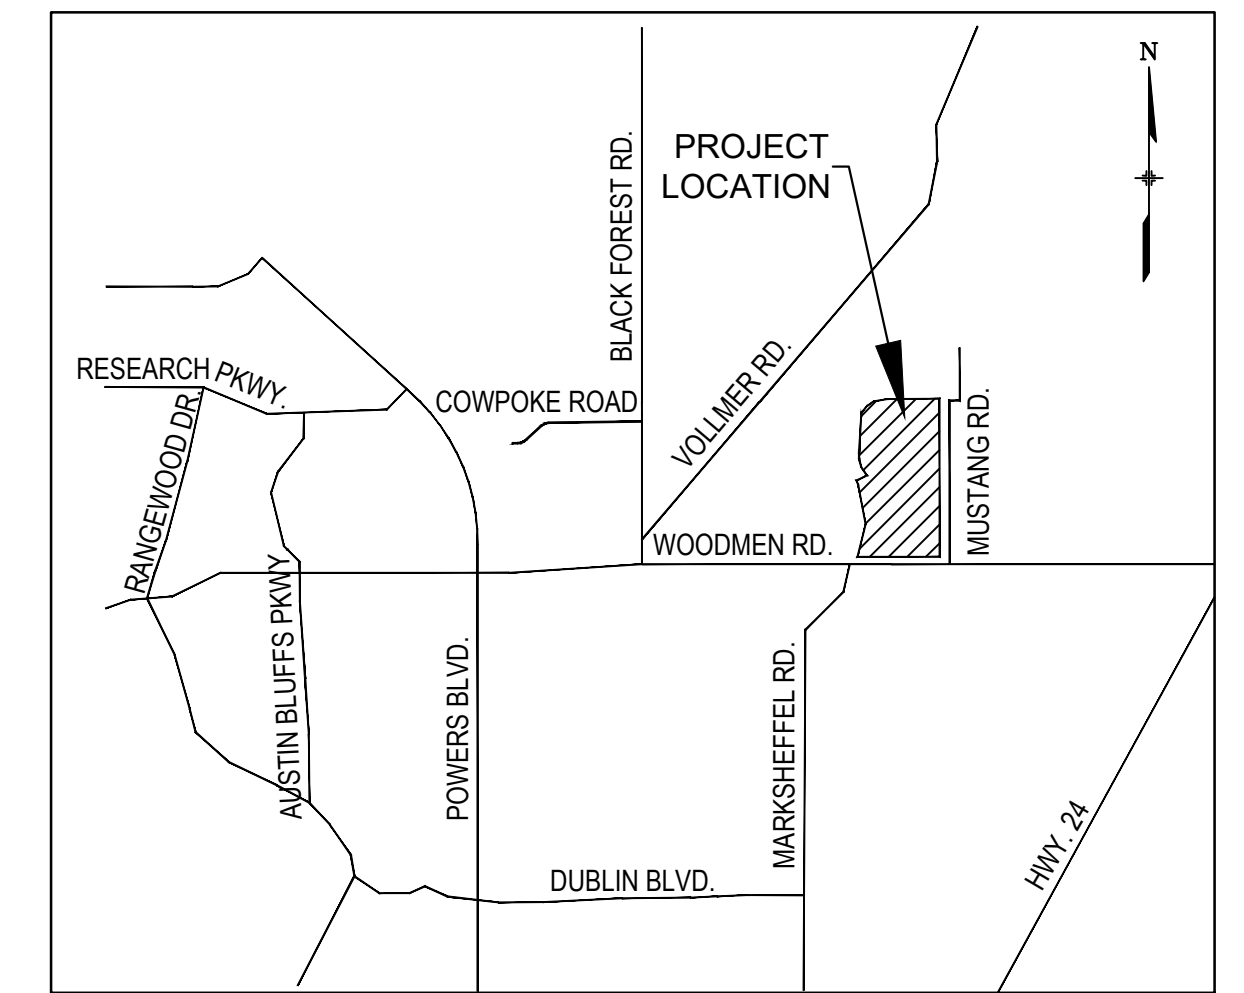 N
PROJECT
LOCATION
BLACK FOREST RD.
VOLLMER RD.
RESEARCH PKWY.
COWPOKE ROAD
RANGEWOOD DR.
MUSTANG RD.
WOODMEN RD.
AUSTIN BLUFFS PKWY
POWERS BLVD.
MARKSHEFFEL RD.
HWY. 24
DUBLIN BLVD.